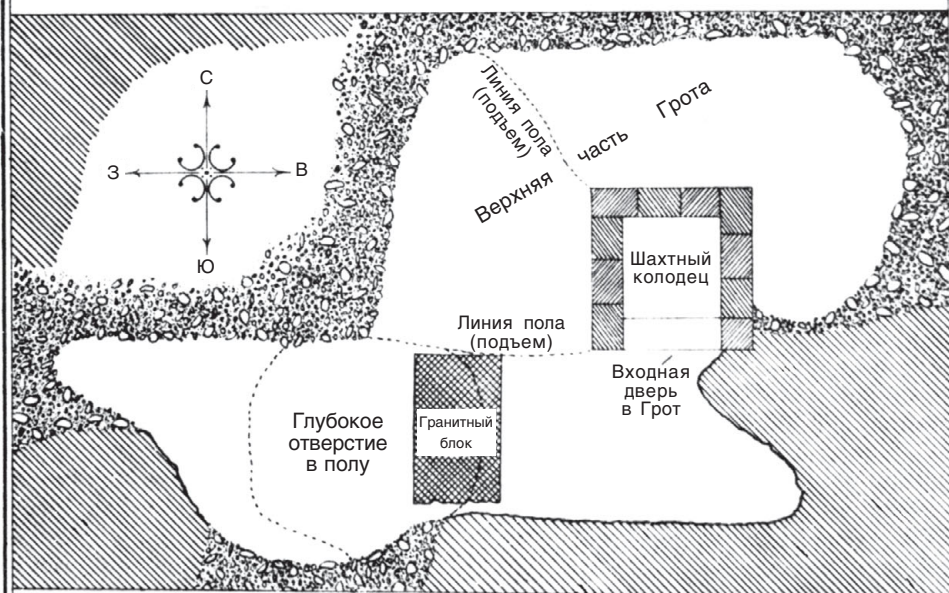 С
З
В
Ю
Линия пола
(подъем)
Верхняя часть Грота
Шахтный
колодец
Линия пола
(подъем)
Входная
дверь
в Грот
Глубокое
отверстие
в полу
Гранитный
блок